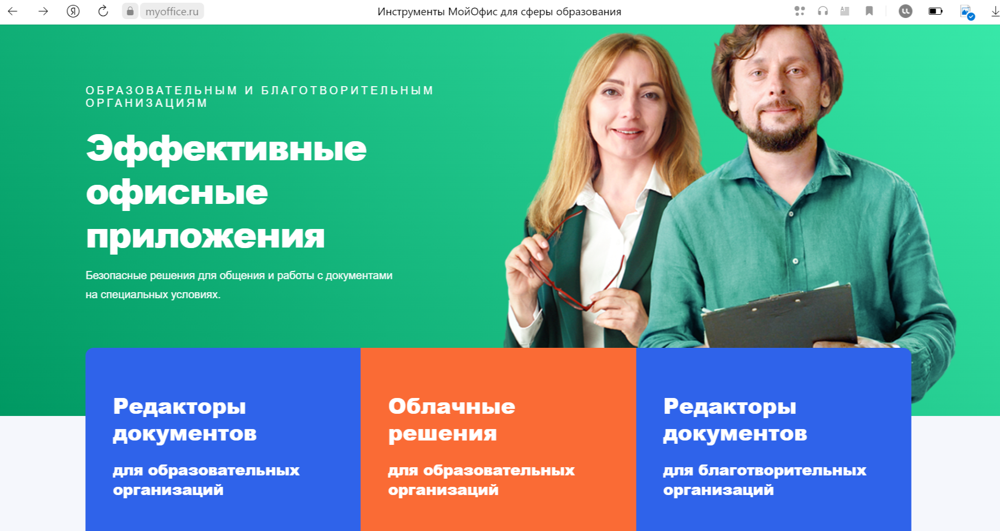 myoffice.ru
Инструменты МойОфис для сферы образования
ОБРАЗОВАТЕЛЬНЫМ И БЛАГОТВОРИТЕЛЬНЫМ
ОРГАНИЗАЦИЯМ
Эффективные
офисные
приложения
Безопасные решения для общения и работы с документами
на специальных условиях.
Редакторы
документов
для образовательных
организаций
Облачные
решения
для образовательных
организаций
Редакторы
документов
для благотворительных
организаций